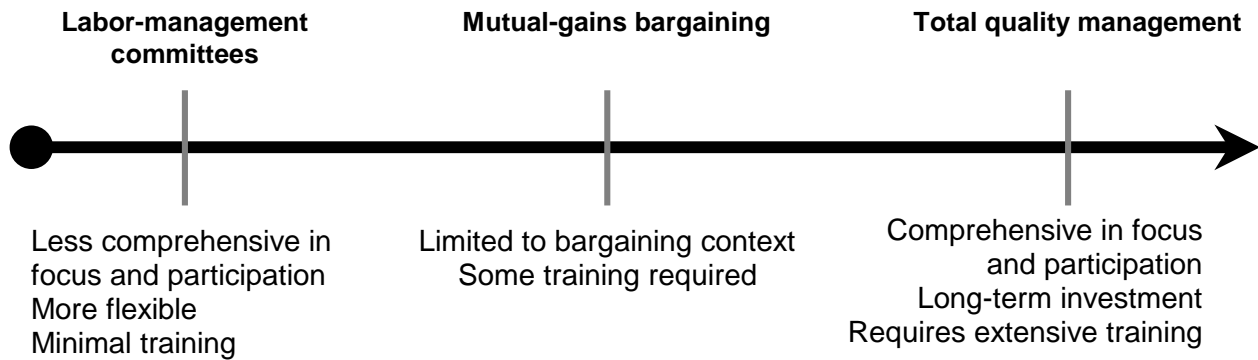 Labor-management
committees
Mutual-gains bargaining
Total quality management
Less comprehensive in
focus and participation
More flexible
Minimal training
Limited to bargaining context
Some training required
Comprehensive in focus
and participation
Long-term investment
Requires extensive training